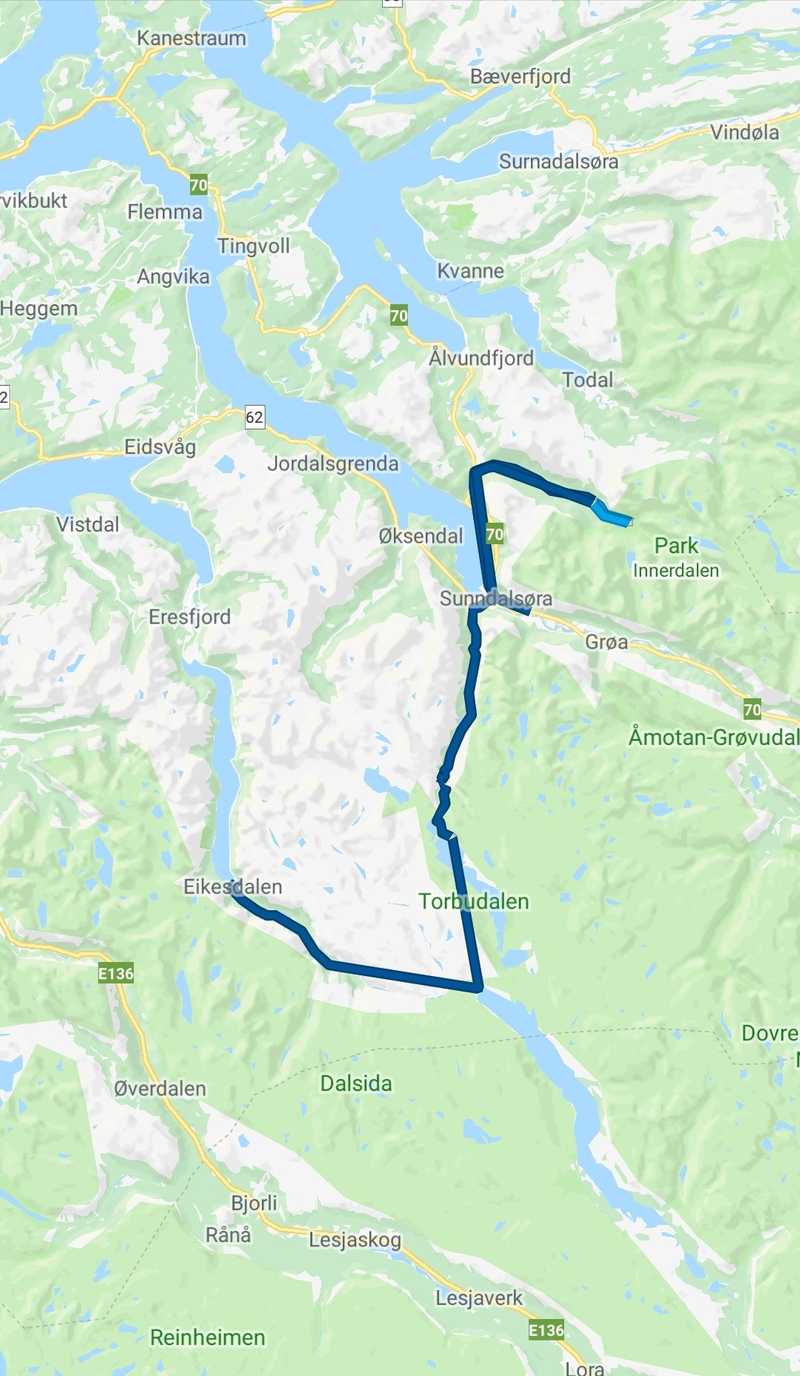 Kanestraum
Bæverfjord
Vindøla
Surnadalsøra
70
rvikbukt
Flemma
Tingvoll
Angvika
Kvanne
Heggem
70
Ålvundfjord
Todal
2
62
Eidsvåg
Jordalsgrenda
Vistdal
Øksendal
70
Park
Innerdalen
Sunndalsøra
Eresfjord
Grøa
70
Åmotan-Grøvudal
Eikesdalen
Torbudalen
E136
Dovre
Dalsida
Øverdalen
Bjorli
Rånå
Lesjaskog
Lesjaverk
E136
Reinheimen
Lora